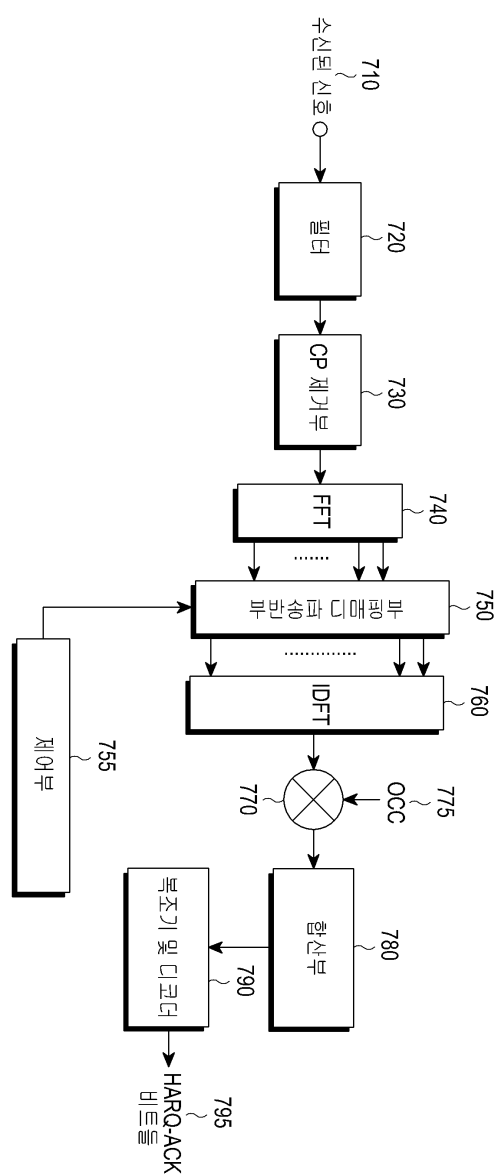 710
수신된 신호
720
필터
730
CP 제거부
740
FFT
750
부반송파 디매핑부
755
제어부
760
IDFT
770
775
OCC
780
합산부
790
복조기 및 디코더
795
HARQ-ACK
비트들